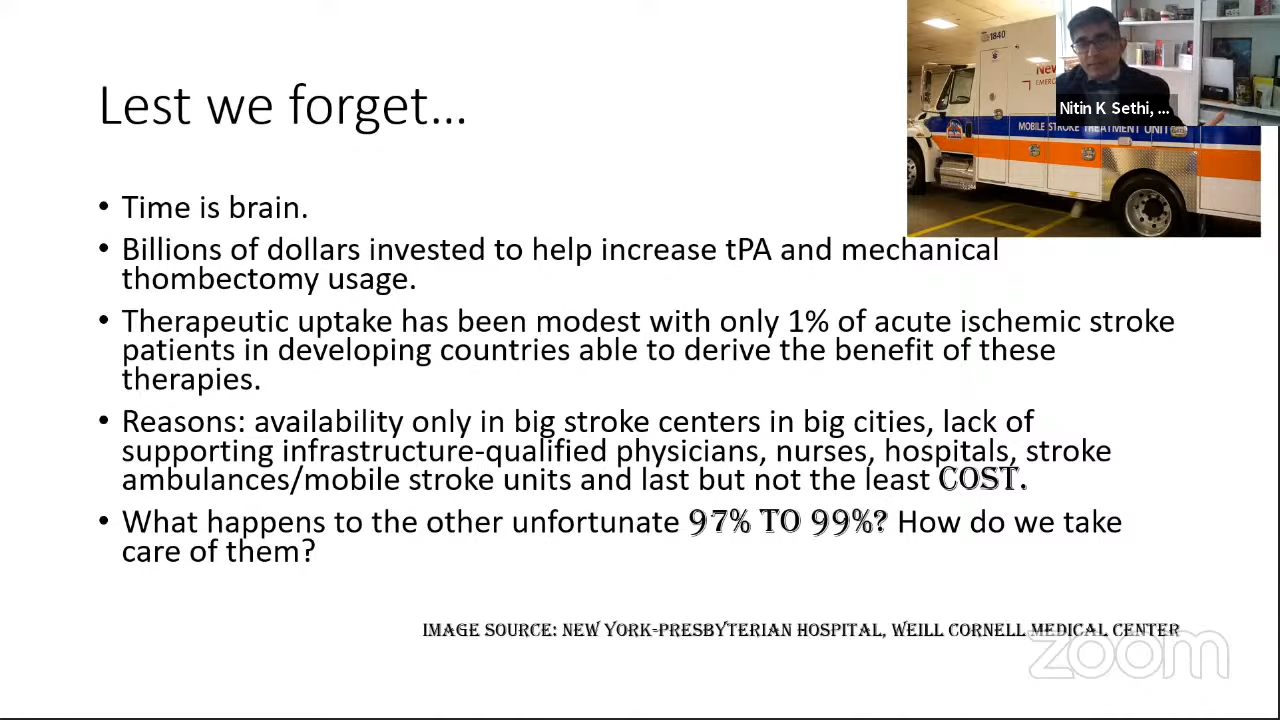 Lest we forget...
1840
New
EMERG
MOBILE STROKE TREATMENT UNIT
Nitin K Sethi, ...
• Time is brain.
• Billions of dollars invested to help increase tPA and mechanical
thombectomy usage.
• Therapeutic uptake has been modest with only 1% of acute ischemic stroke
patients in developing countries able to derive the benefit of these
therapies.
• Reasons: availability only in big stroke centers in big cities, lack of
supporting infrastructure-qualified physicians, nurses, hospitals, stroke
ambulances/mobile stroke units and last but not the least COST.
• What happens to the other unfortunate 97% TO 99%? How do we take
care of them?
IMAGE SOURCE: NEW YORK-PRESBYTERIAN HOSPITAL, WEILL CORNELL MEDICAL CENTER
zoom